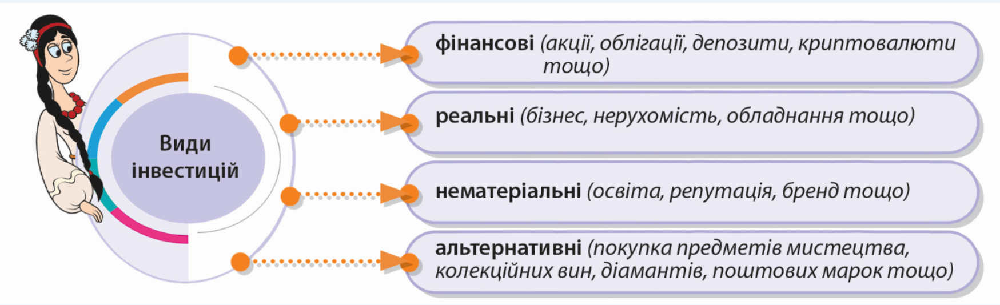 Види
інвестицій
фінансові (акції, облігації, депозити, криптовалюти
тощо)
реальні (бізнес, нерухомість, обладнання тощо)
нематеріальні (освіта, репутація, бренд тощо)
альтернативні (покупка предметів мистецтва,
колекційних вин, діамантів, поштових марок тощо)